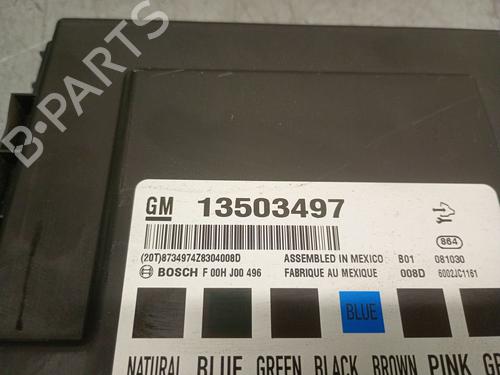 GM 13503497
864
(20T)8734974Z8304008D ASSEMBLED IN MEXICO B01 081030
BOSCH F 00H J00 496 FABRIQUE AU MEXIQUE 008D 6002JC1161
BLUE
NATURAL BLUE GREEN BLACK BROWN PINK
B-Parts